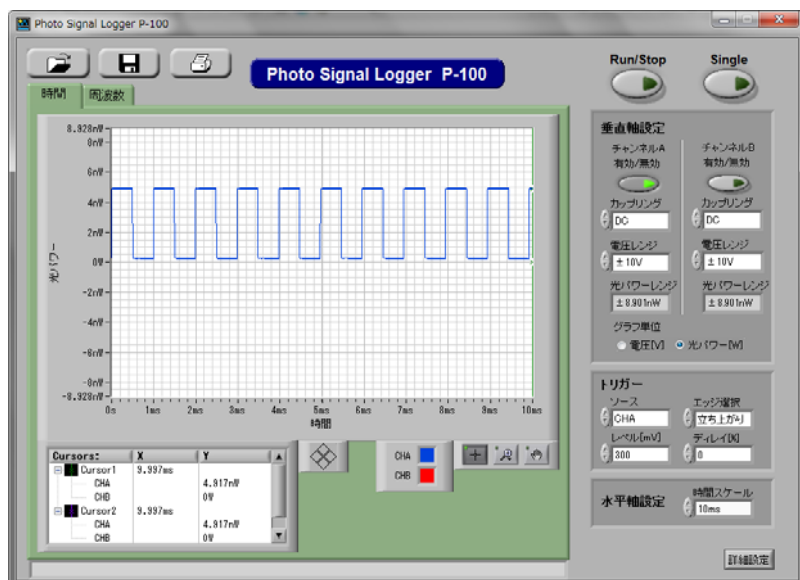 Photo Signal Logger P-100
Photo Signal Logger P-100
Run/Stop Single
時間 周波数
8.928nW
8nW
6nW
4nW
2nW
0W
-2nW
-4nW
-6nW
-8nW
-8.928nW
光パワー
0s 1ms 2ms 3ms 4ms 5ms 6ms 7ms 8ms 9ms 10ms
時間
Cursors: X Y
Cursor1 9.997ms
CHA 4.917nW
CHB 0W
Cursor2 9.997ms
CHA 4.917nW
CHB 0W
CHA
CHB
垂直軸設定
チャンネルA チャンネルB
有効/無効 有効/無効
カップリング カップリング
DC DC
電圧レンジ 電圧レンジ
±10V ±10V
光パワーレンジ 光パワーレンジ
±8.901nW ±8.901nW
グラフ単位
電圧[V] 光パワー[W]
トリガー
ソース エッジ選択
CHA 立ち上がり
レベル[mV] ディレイ[%]
300 0
水平軸設定 時間スケール
10ms
詳細設定